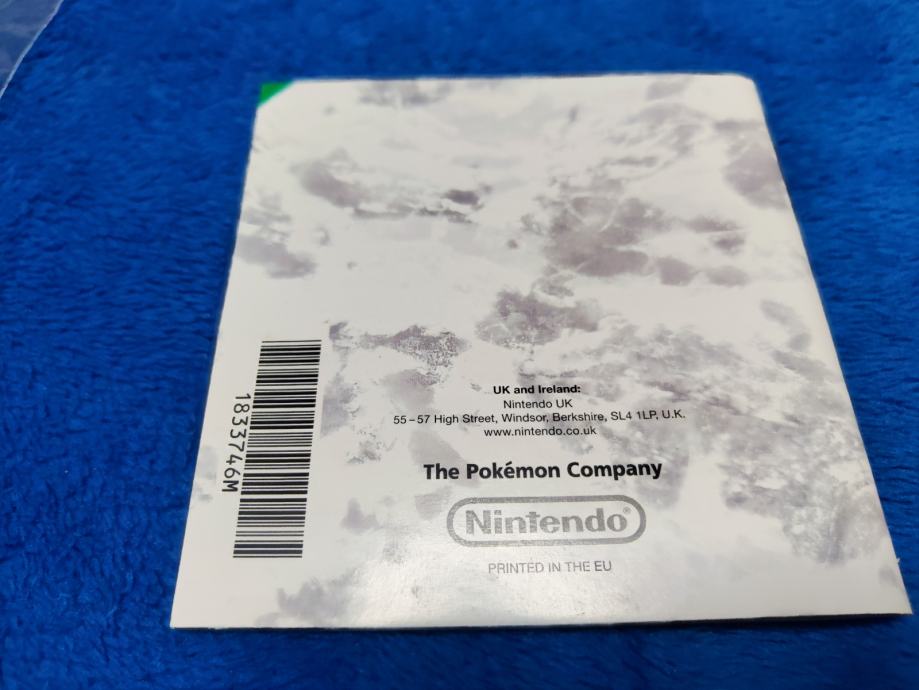 1833746M
UK and Ireland:
Nintendo UK
55–57 High Street, Windsor, Berkshire, SL4 1LP, U.K.
www.nintendo.co.uk
The Pokémon Company
Nintendo®
PRINTED IN THE EU